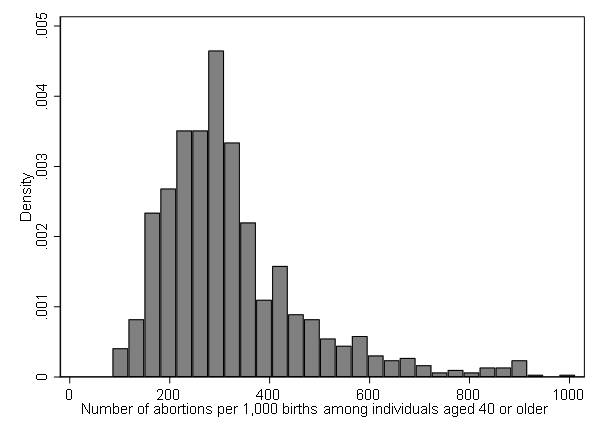 .005
.004
.003
.002
.001
0
Density
0 200 400 600 800 1000
Number of abortions per 1,000 births among individuals aged 40 or older